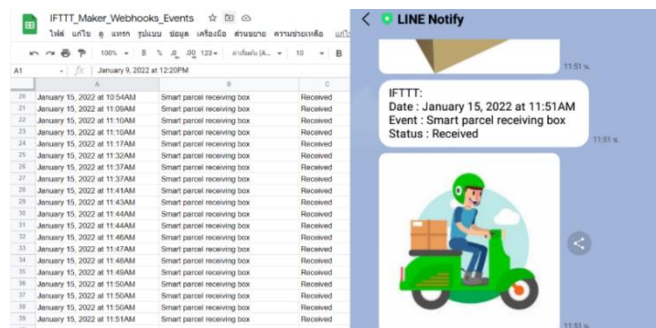 IFTTT_Maker_Webhooks_Events
ไฟล์ แก้ไข ดู แทรก รูปแบบ ข้อมูล เครื่องมือ ส่วนขยาย ความช่วยเหลือ
100% ฿ % .0 .00 123 ค่าเริ่มต้น (A... 10 B
A1 fx January 9, 2022 at 12:20PM
A B C
20 January 15, 2022 at 10:54AM Smart parcel receiving box Received
21 January 15, 2022 at 11:09AM Smart parcel receiving box Received
22 January 15, 2022 at 11:10AM Smart parcel receiving box Received
23 January 15, 2022 at 11:10AM Smart parcel receiving box Received
24 January 15, 2022 at 11:17AM Smart parcel receiving box Received
25 January 15, 2022 at 11:32AM Smart parcel receiving box Received
26 January 15, 2022 at 11:37AM Smart parcel receiving box Received
27 January 15, 2022 at 11:37AM Smart parcel receiving box Received
28 January 15, 2022 at 11:41AM Smart parcel receiving box Received
29 January 15, 2022 at 11:43AM Smart parcel receiving box Received
30 January 15, 2022 at 11:44AM Smart parcel receiving box Received
31 January 15, 2022 at 11:44AM Smart parcel receiving box Received
32 January 15, 2022 at 11:46AM Smart parcel receiving box Received
33 January 15, 2022 at 11:47AM Smart parcel receiving box Received
34 January 15, 2022 at 11:48AM Smart parcel receiving box Received
35 January 15, 2022 at 11:49AM Smart parcel receiving box Received
36 January 15, 2022 at 11:50AM Smart parcel receiving box Received
37 January 15, 2022 at 11:50AM Smart parcel receiving box Received
38 January 15, 2022 at 11:50AM Smart parcel receiving box Received
39 January 15, 2022 at 11:51AM Smart parcel receiving box Received
LINE Notify
11:51 น.
IFTTT:
Date : January 15, 2022 at 11:51AM
Event : Smart parcel receiving box
Status : Received
11:51 น.
11:51 น.